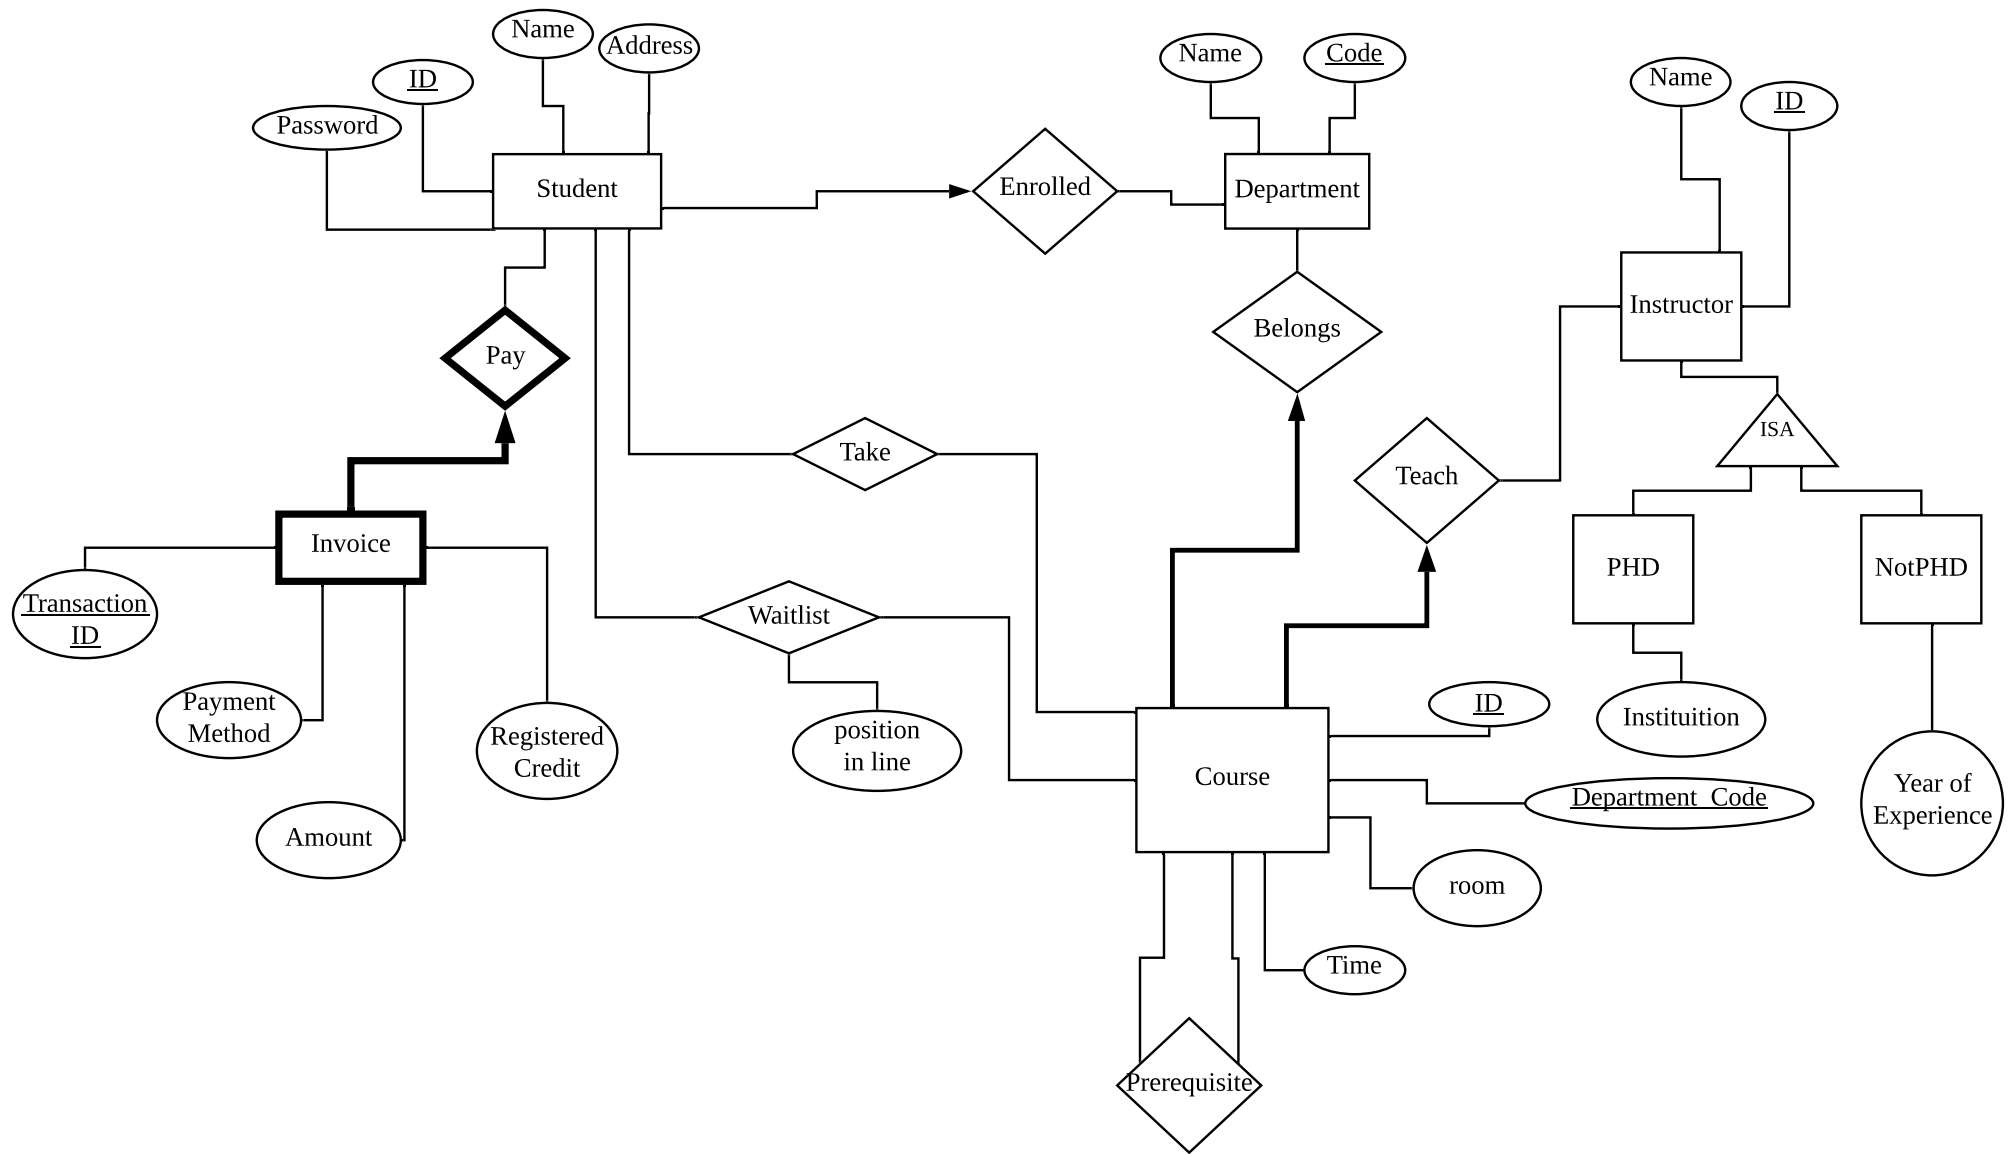 Name
Address
ID
Password
Student
Name
Code
Enrolled
Department
Name
ID
Instructor
Pay
Belongs
ISA
Take
Teach
Invoice
PHD
NotPHD
Transaction
ID
Waitlist
Payment
Method
Registered
Credit
position
in line
ID
Instituition
Course
Department_Code
Year of
Experience
Amount
room
Time
Prerequisite